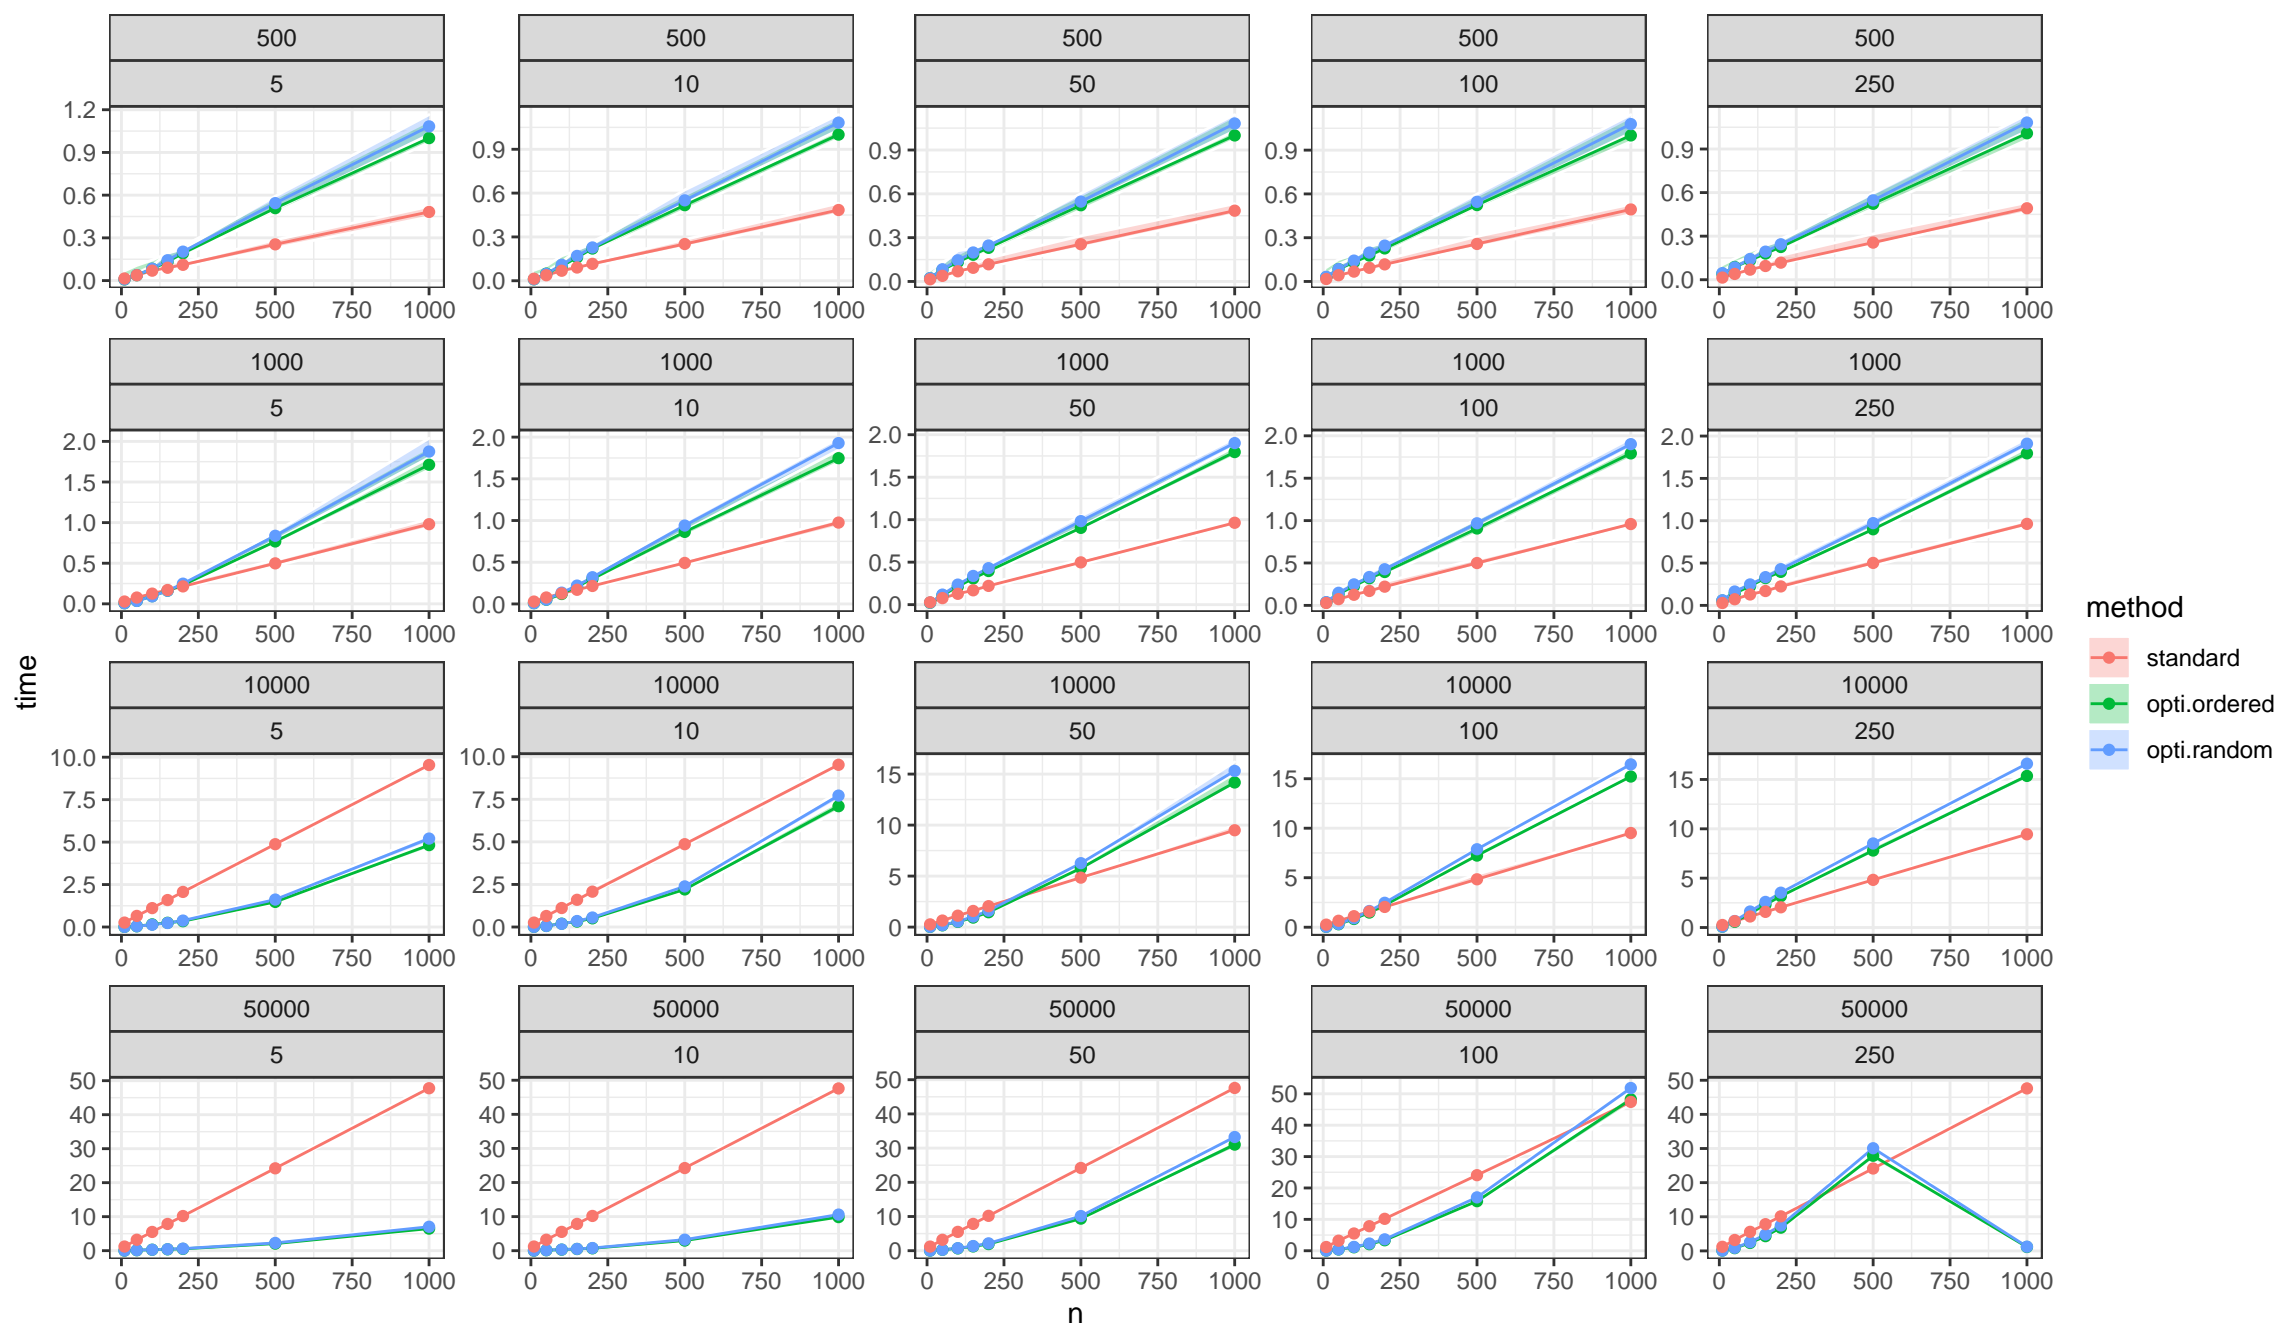 500 500 500 500 500
5 10 50 100 250
1.2
0.9 0.9 0.9 0.9 0.9
0.6 0.6 0.6 0.6 0.6
0.3 0.3 0.3 0.3 0.3
0.0 0.0 0.0 0.0 0.0
0 250 500 750 1000 0 250 500 750 1000 0 250 500 750 1000 0 250 500 750 1000 0 250 500 750 1000
1000 1000 1000 1000 1000
5 10 50 100 250
2.0 2.0 2.0 2.0 2.0
1.5 1.5 1.5 1.5 1.5
1.0 1.0 1.0 1.0 1.0
0.5 0.5 0.5 0.5 0.5
0.0 0.0 0.0 0.0 0.0
0 250 500 750 1000 0 250 500 750 1000 0 250 500 750 1000 0 250 500 750 1000 0 250 500 750 1000
10000 10000 10000 10000 10000
5 10 50 100 250
10.0 10.0
7.5 7.5 15 15 15
5.0 5.0 10 10 10
2.5 2.5 5 5 5
0.0 0.0 0 0 0
0 250 500 750 1000 0 250 500 750 1000 0 250 500 750 1000 0 250 500 750 1000 0 250 500 750 1000
50000 50000 50000 50000 50000
5 10 50 100 250
50 50 50 50 50
40 40 40 40 40
30 30 30 30 30
20 20 20 20 20
10 10 10 10 10
0 0 0 0 0
0 250 500 750 1000 0 250 500 750 1000 0 250 500 750 1000 0 250 500 750 1000 0 250 500 750 1000
time
n
method
standard
opti.ordered
opti.random